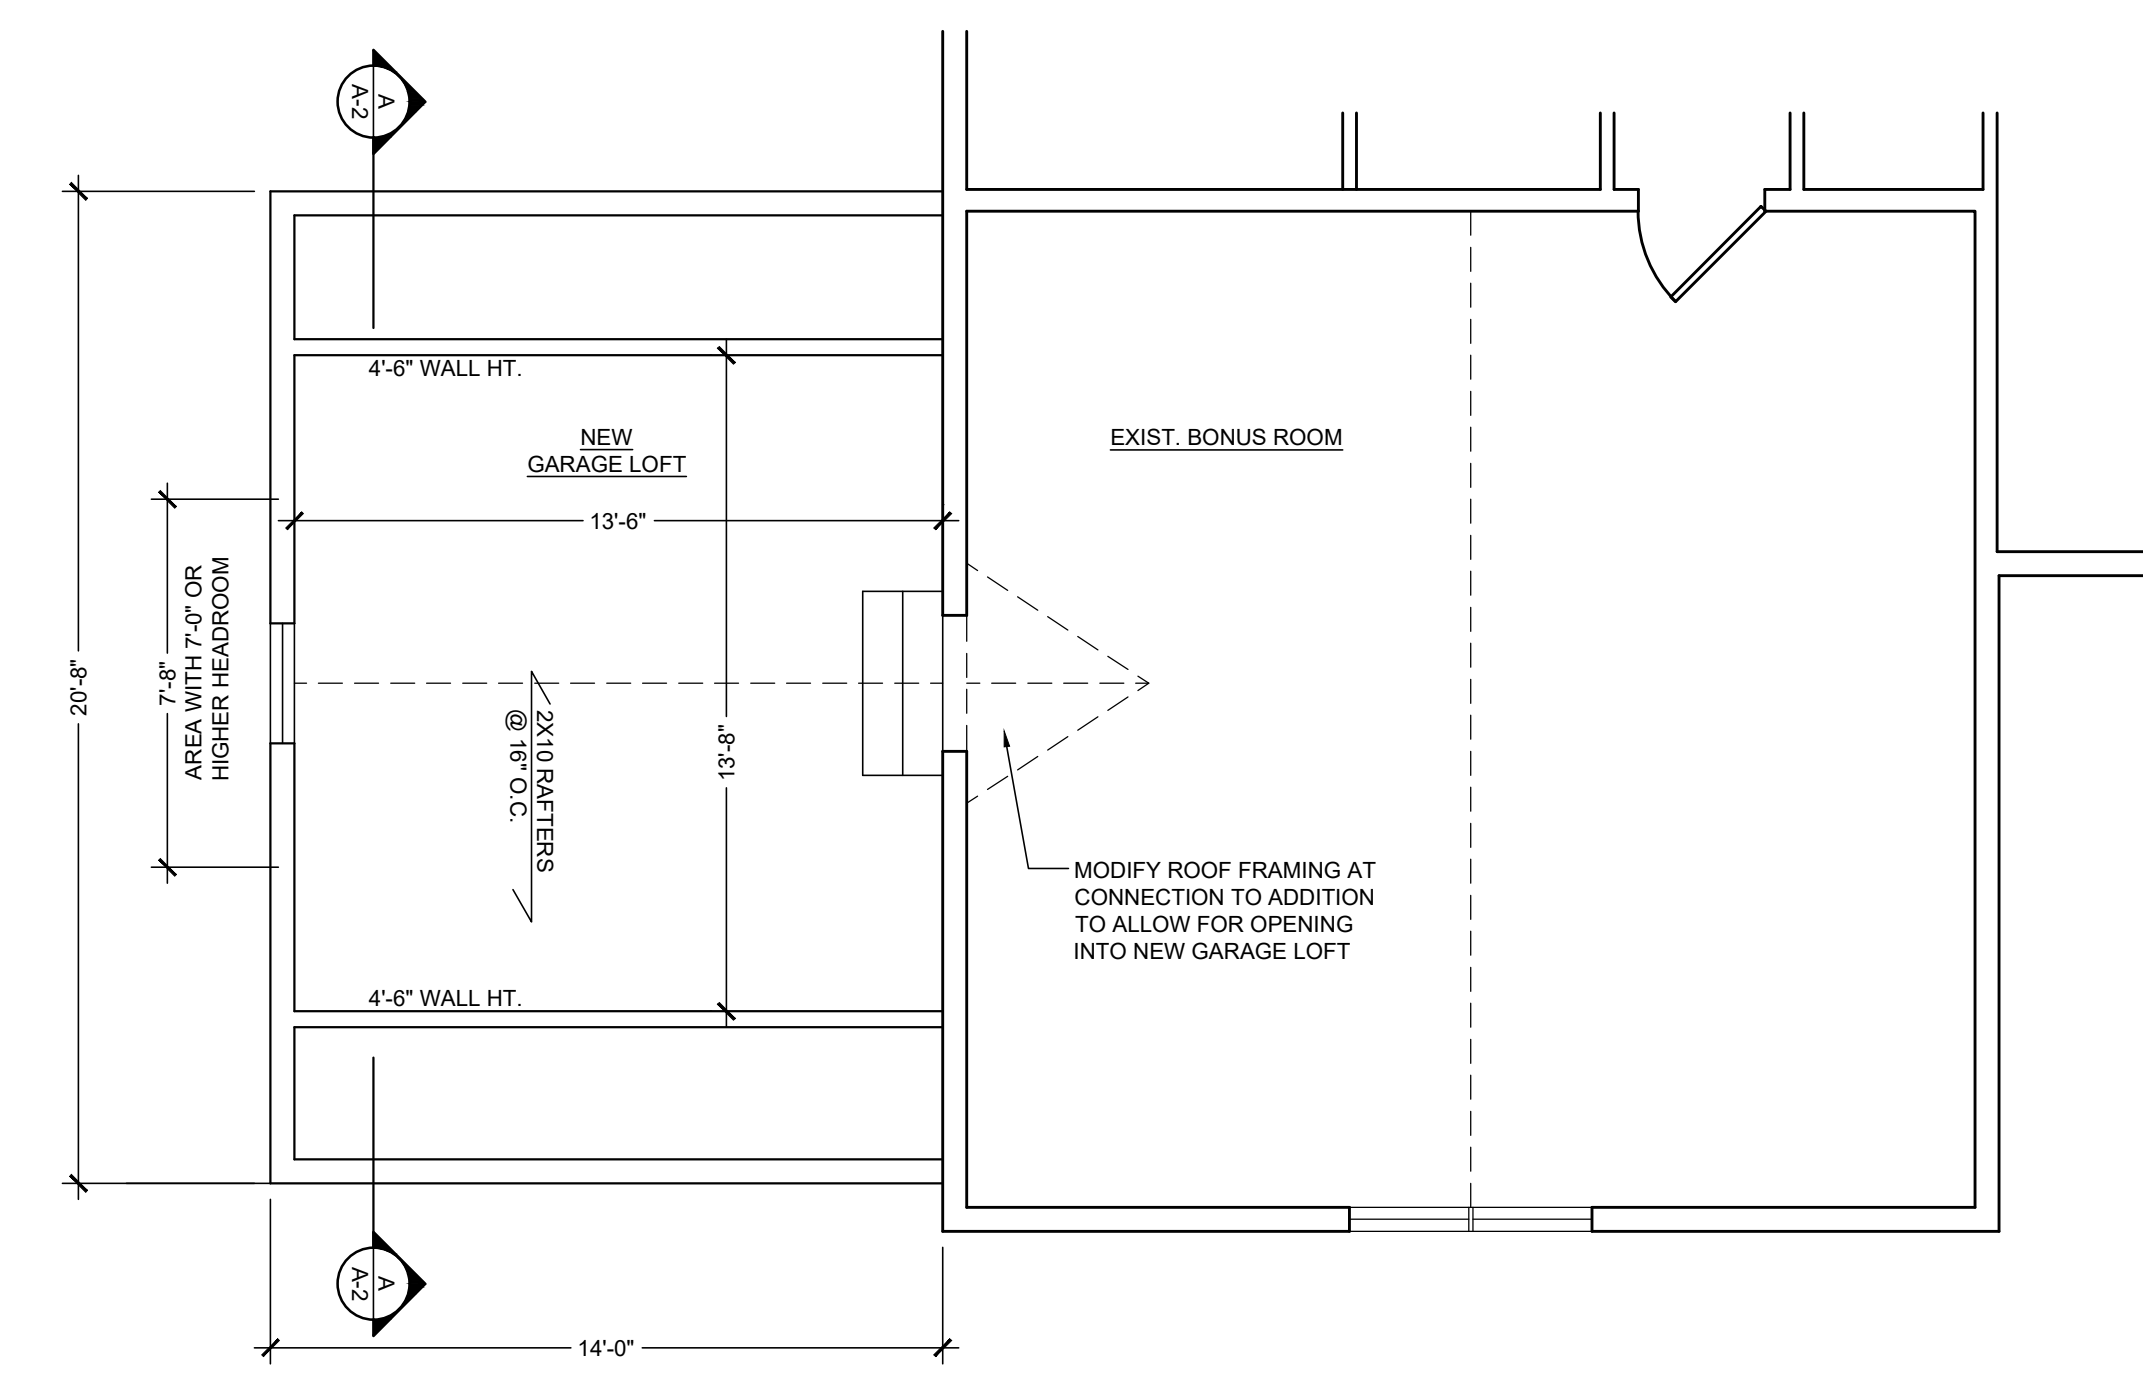 A
A-2
4'-6" WALL HT.
NEW
GARAGE LOFT
EXIST. BONUS ROOM
13'-6"
20'-8"
7'-8"
AREA WITH 7'-0" OR
HIGHER HEADROOM
2X10 RAFTERS
@ 16" O.C.
13'-8"
MODIFY ROOF FRAMING AT
CONNECTION TO ADDITION
TO ALLOW FOR OPENING
INTO NEW GARAGE LOFT
4'-6" WALL HT.
A
A-2
14'-0"